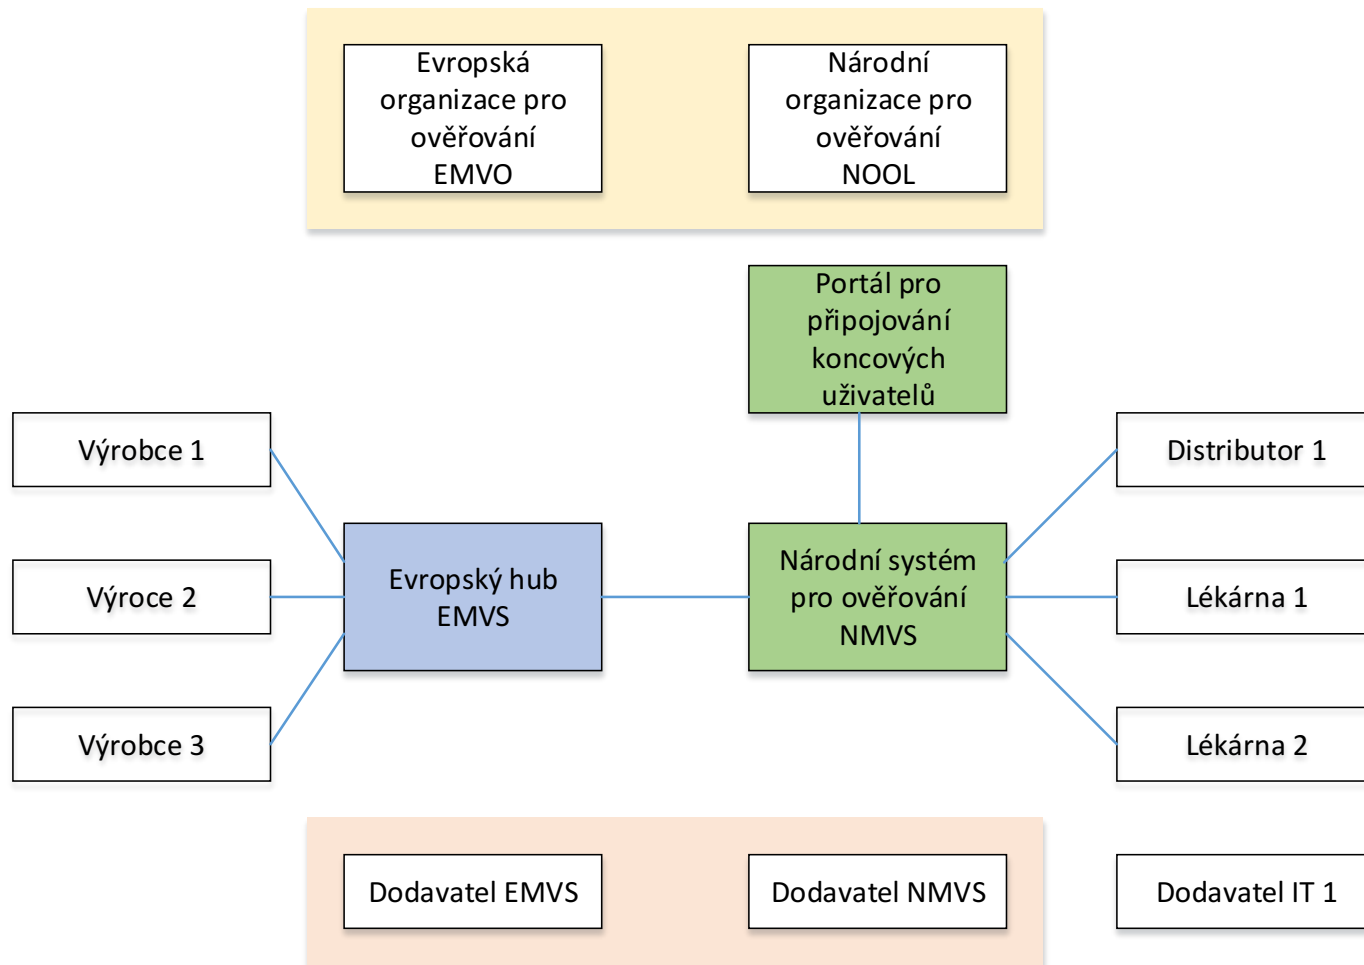 Evropská
organizace pro
ověřování
EMVO
Národní
organizace pro
ověřování
NOOL
Portál pro
připojování
koncových
uživatelů
Výrobce 1
Výroce 2
Výrobce 3
Evropský hub
EMVS
Národní systém
pro ověřování
NMVS
Distributor 1
Lékárna 1
Lékárna 2
Dodavatel EMVS
Dodavatel NMVS
Dodavatel IT 1